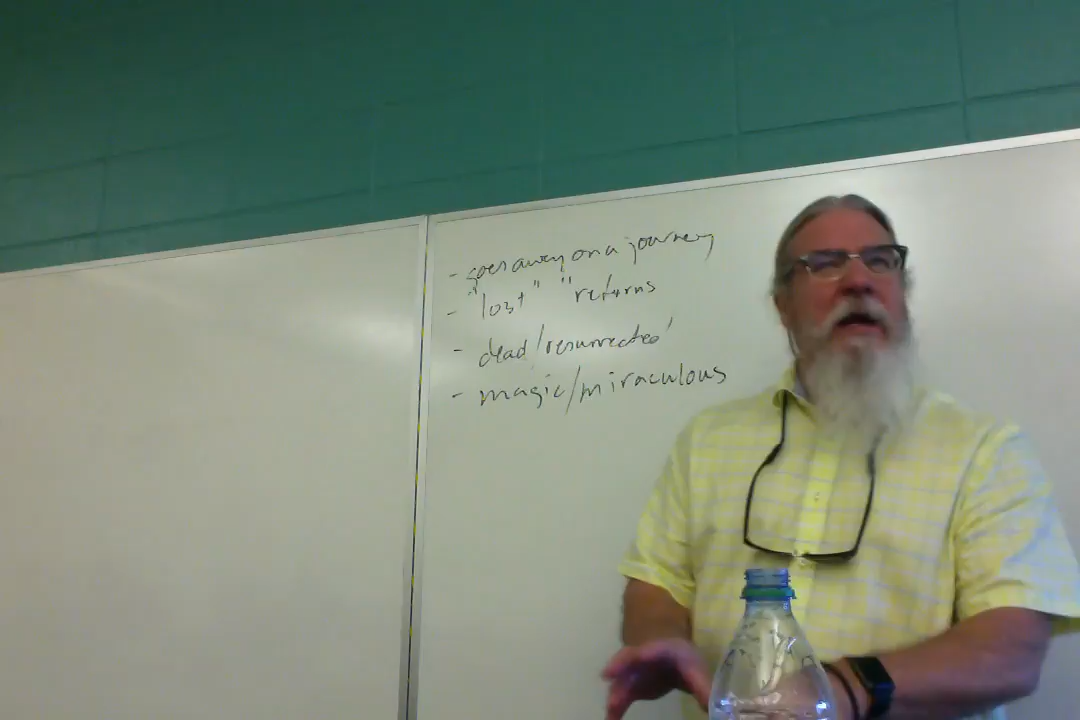 - goes away on a journey
- "lost" "returns
- dead/resurrected
- magic/miraculous